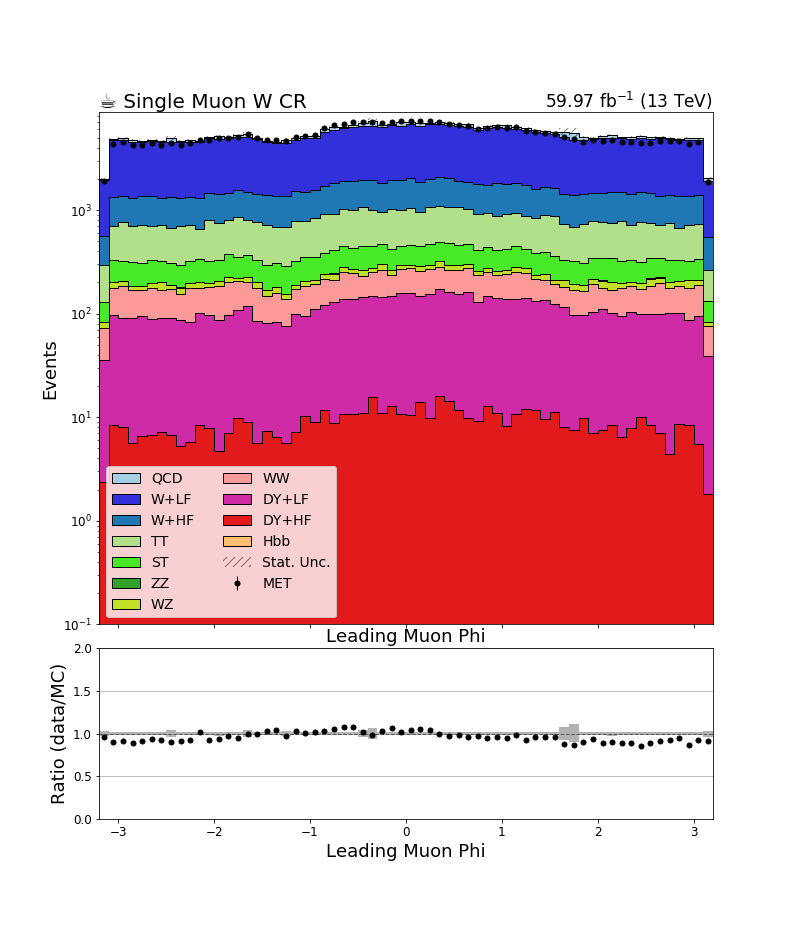 ☕ Single Muon W CR
59.97 fb⁻¹ (13 TeV)
Events
10³
10²
10¹
10⁰
10⁻¹
QCD
W+LF
W+HF
TT
ST
ZZ
WZ
WW
DY+LF
DY+HF
Hbb
Stat. Unc.
MET
Leading Muon Phi
Ratio (data/MC)
2.0
1.5
1.0
0.5
0.0
−3 −2 −1 0 1 2 3
Leading Muon Phi